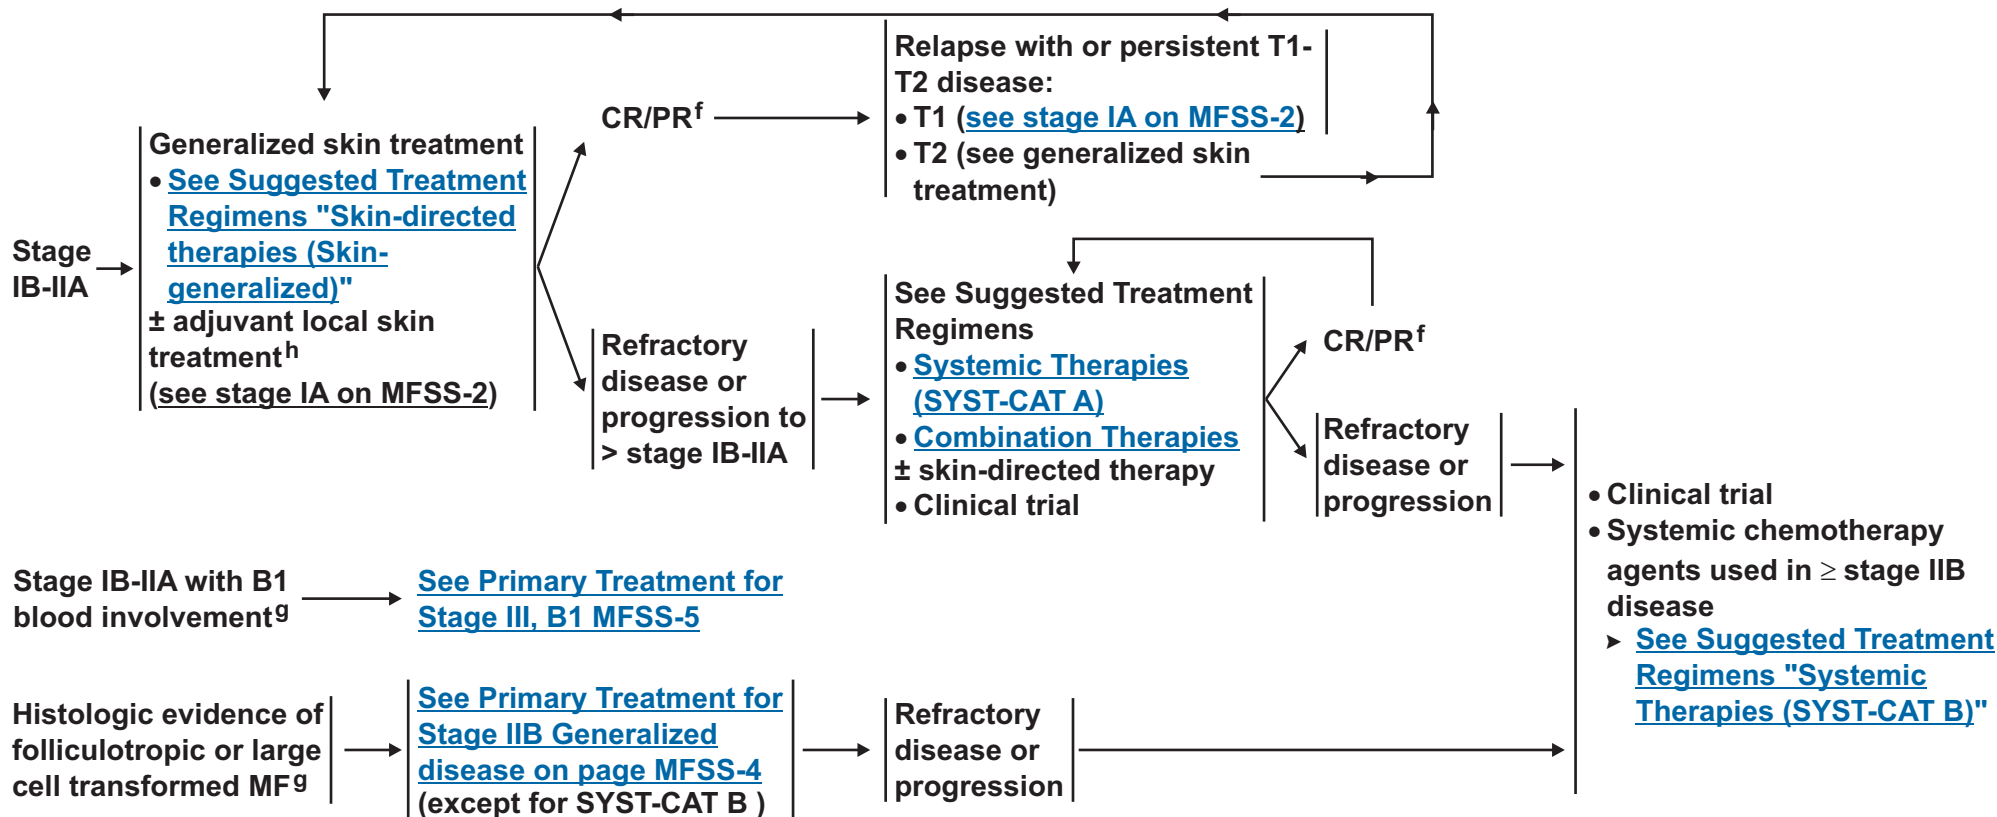 Stage
IB-IIA
Generalized skin treatment
• See Suggested Treatment
Regimens "Skin-directed
therapies (Skin-
generalized)"
± adjuvant local skin
treatmentʰ
(see stage IA on MFSS-2)
CR/PRᶠ
Relapse with or persistent T1-
T2 disease:
• T1 (see stage IA on MFSS-2)
• T2 (see generalized skin
treatment)
Refractory
disease or
progression to
> stage IB-IIA
See Suggested Treatment
Regimens
• Systemic Therapies
(SYST-CAT A)
• Combination Therapies
± skin-directed therapy
• Clinical trial
CR/PRᶠ
Refractory
disease or
progression
• Clinical trial
• Systemic chemotherapy
agents used in ≥ stage IIB
disease
➤ See Suggested Treatment
Regimens "Systemic
Therapies (SYST-CAT B)"
Stage IB-IIA with B1
blood involvementᵍ
See Primary Treatment for
Stage III, B1 MFSS-5
Histologic evidence of
folliculotropic or large
cell transformed MFᵍ
See Primary Treatment for
Stage IIB Generalized
disease on page MFSS-4
(except for SYST-CAT B )
Refractory
disease or
progression